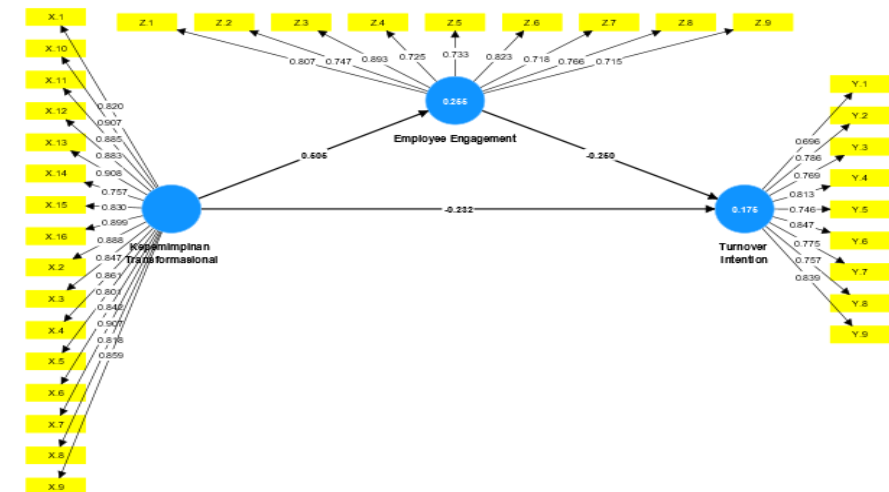 X.1
X.10
X.11
X.12
X.13
X.14
X.15
X.16
X.2
X.3
X.4
X.5
X.6
X.7
X.8
X.9
0.820
0.907
0.885
0.883
0.908
0.757
0.830
0.899
0.888
0.847
0.861
0.801
0.842
0.907
0.818
0.859
Kepemimpinan
Transformasional
Z.1 Z.2 Z.3 Z.4 Z.5 Z.6 Z.7 Z.8 Z.9
0.807 0.747 0.893 0.725 0.733 0.823 0.718 0.766 0.715
0.255
Employee Engagement
0.505
-0.250
-0.232
0.175
Turnover
Intention
0.696
0.786
0.769
0.813
0.746
0.847
0.775
0.757
0.839
Y.1
Y.2
Y.3
Y.4
Y.5
Y.6
Y.7
Y.8
Y.9